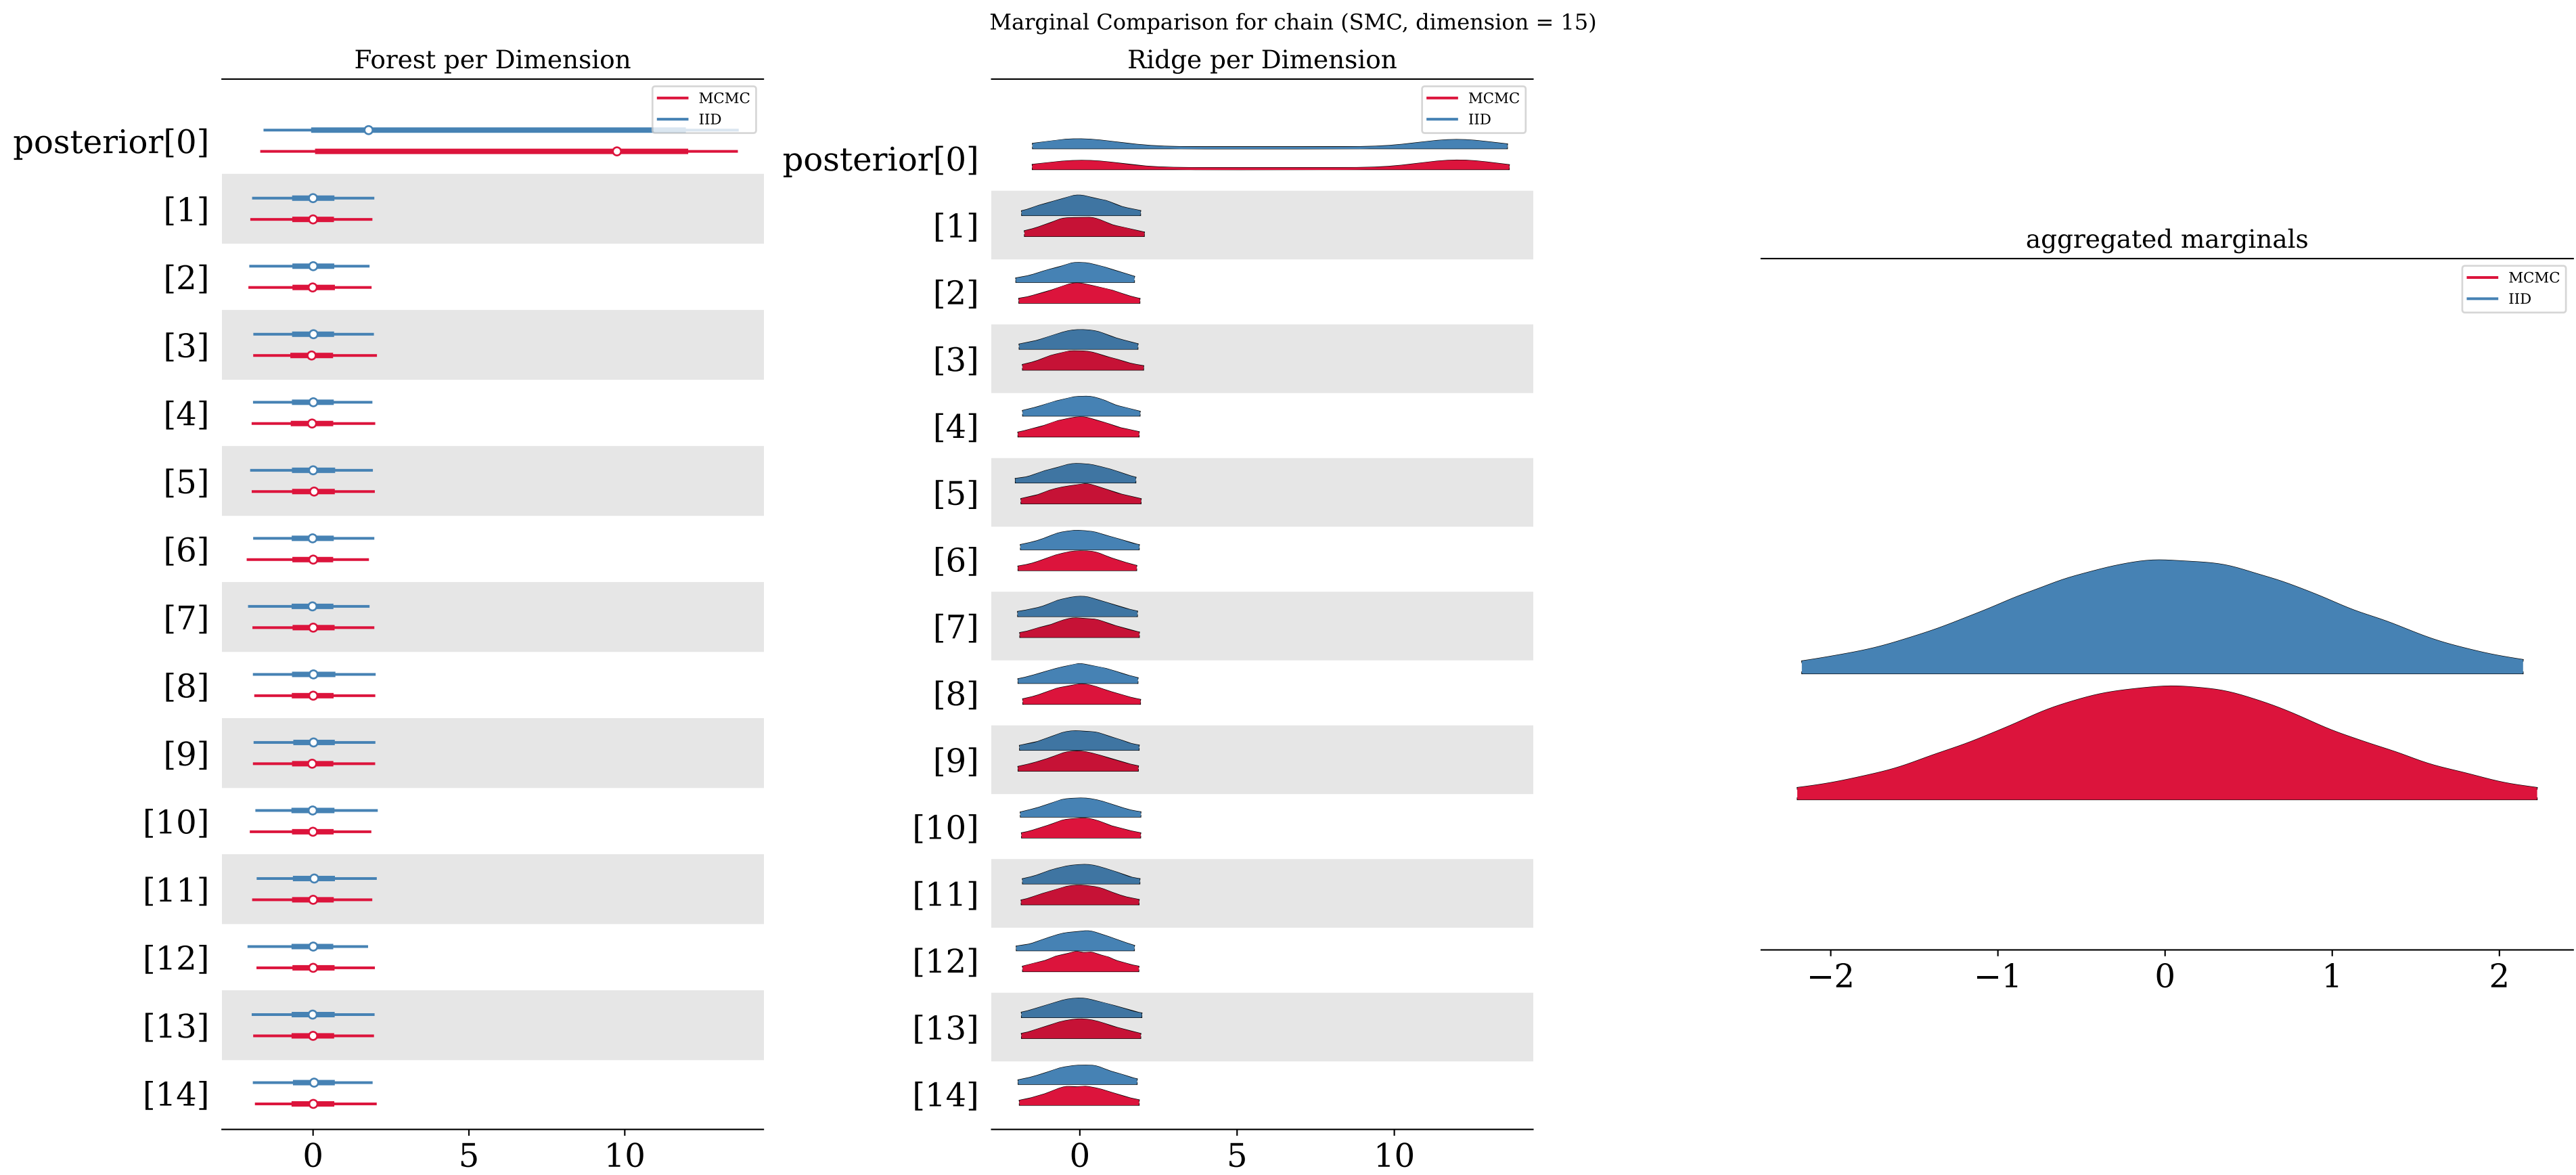 Marginal Comparison for chain (SMC, dimension = 15)
Forest per Dimension
MCMC
IID
posterior[0]
[1]
[2]
[3]
[4]
[5]
[6]
[7]
[8]
[9]
[10]
[11]
[12]
[13]
[14]
0 5 10
Ridge per Dimension
MCMC
IID
posterior[0]
[1]
[2]
[3]
[4]
[5]
[6]
[7]
[8]
[9]
[10]
[11]
[12]
[13]
[14]
0 5 10
aggregated marginals
MCMC
IID
−2 −1 0 1 2